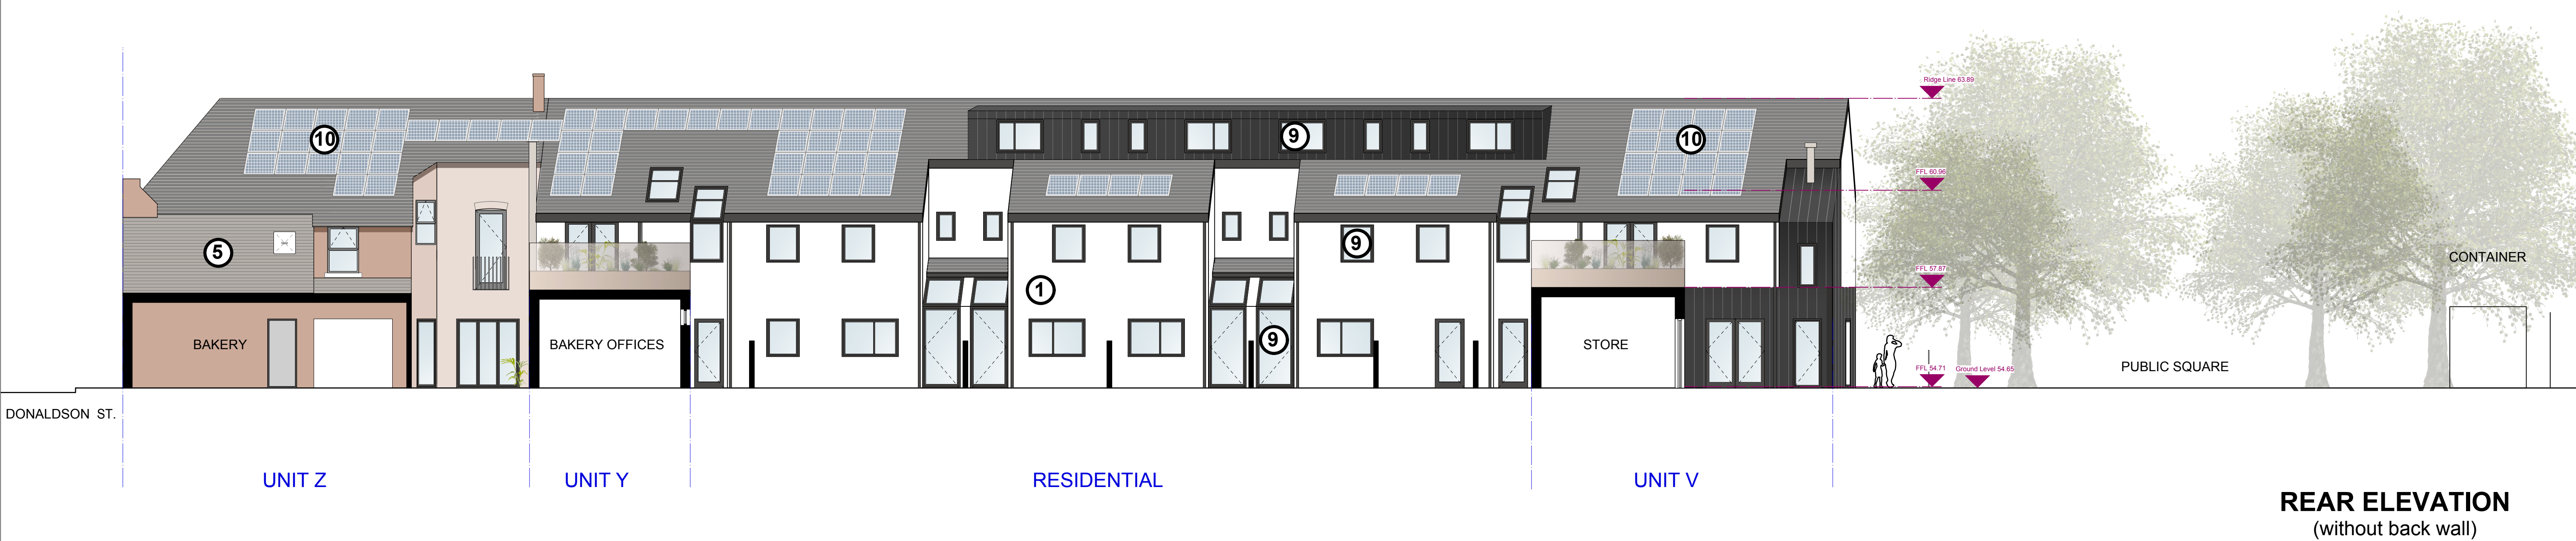 Ridge Line 63.89
10
9
10
FFL 60.96
5
9
CONTAINER
FFL 57.87
1
BAKERY
BAKERY OFFICES
9
STORE
FFL 54.71
Ground Level 54.65
PUBLIC SQUARE
DONALDSON ST.
UNIT Z
UNIT Y
RESIDENTIAL
UNIT V
REAR ELEVATION
(without back wall)